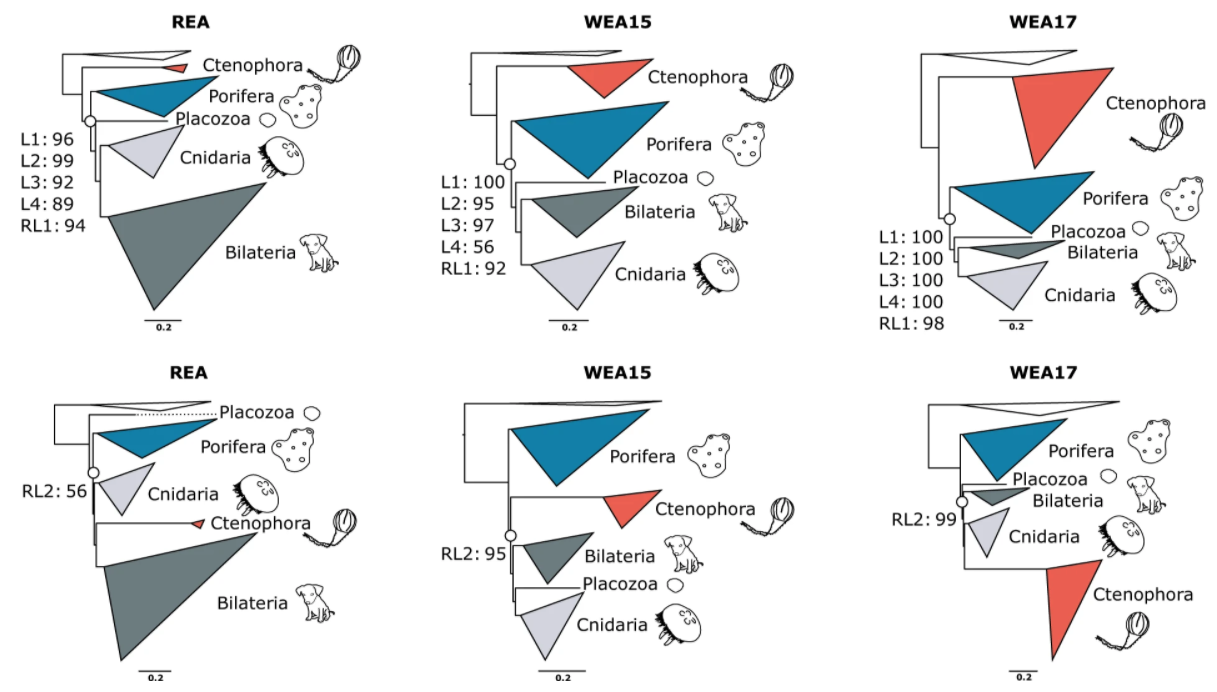 REA
Ctenophora
Porifera
Placozoa
L1: 96
L2: 99
L3: 92
L4: 89
RL1: 94
Cnidaria
Bilateria
0.2
WEA15
Ctenophora
Porifera
Placozoa
L1: 100
L2: 95
L3: 97
L4: 56
RL1: 92
Bilateria
Cnidaria
0.2
WEA17
Ctenophora
Porifera
Placozoa
Bilateria
L1: 100
L2: 100
L3: 100
L4: 100
RL1: 98
Cnidaria
0.2
REA
Placozoa
Porifera
RL2: 56
Cnidaria
Ctenophora
Bilateria
0.2
WEA15
Porifera
Ctenophora
RL2: 95
Bilateria
Placozoa
Cnidaria
0.2
WEA17
Porifera
Placozoa
Bilateria
RL2: 99
Cnidaria
Ctenophora
0.2